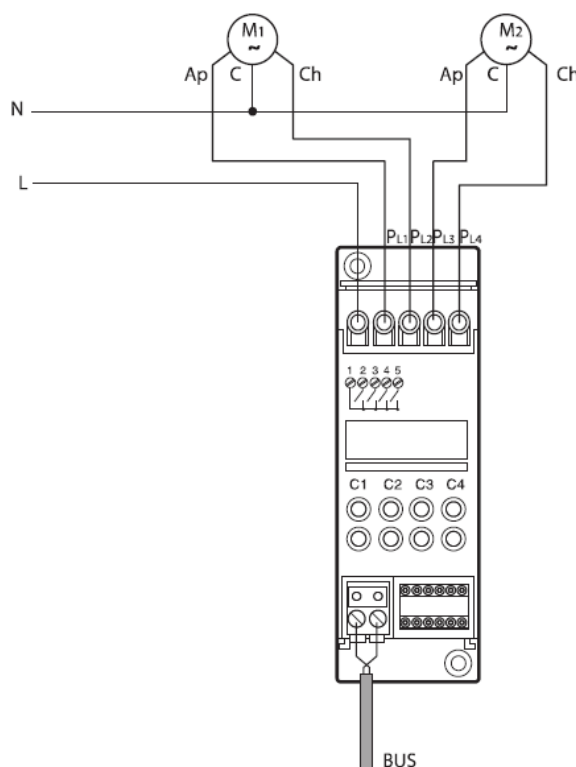 M1 M2
~ ~
Ap C Ch Ap C Ch
N
L
PL1 PL2 PL3 PL4
1 2 3 4 5
C1 C2 C3 C4
BUS